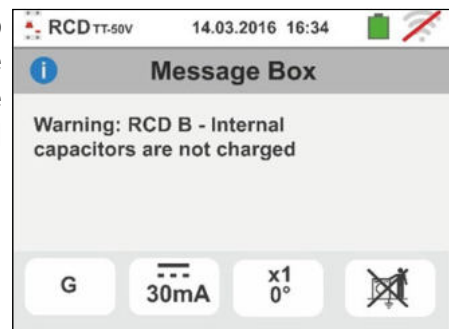 RCD TT-50V 14.03.2016 16:34
Message Box
Warning: RCD B - Internal
capacitors are not charged
G
30mA
x1
0°